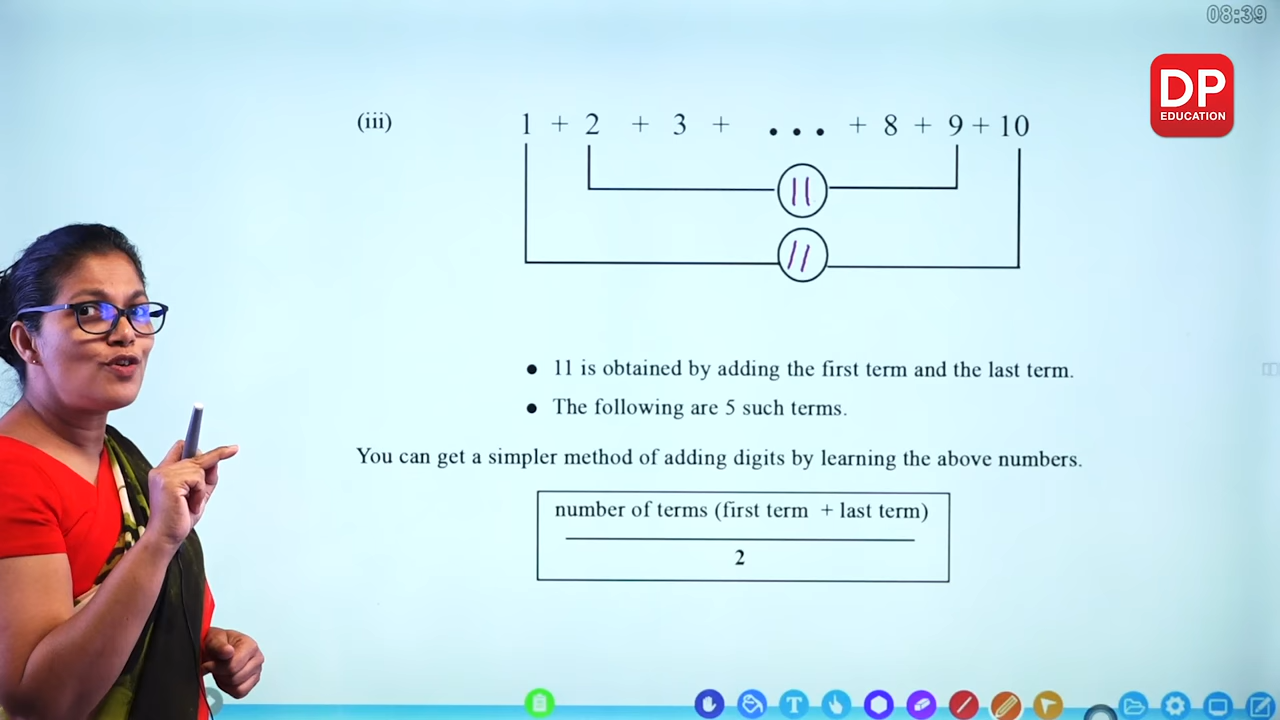 08:39
DP
EDUCATION
(iii) 1 + 2 + 3 + ... + 8 + 9 + 10
11
11
• 11 is obtained by adding the first term and the last term.
• The following are 5 such terms.
You can get a simpler method of adding digits by learning the above numbers.
number of terms (first term + last term)
2
T